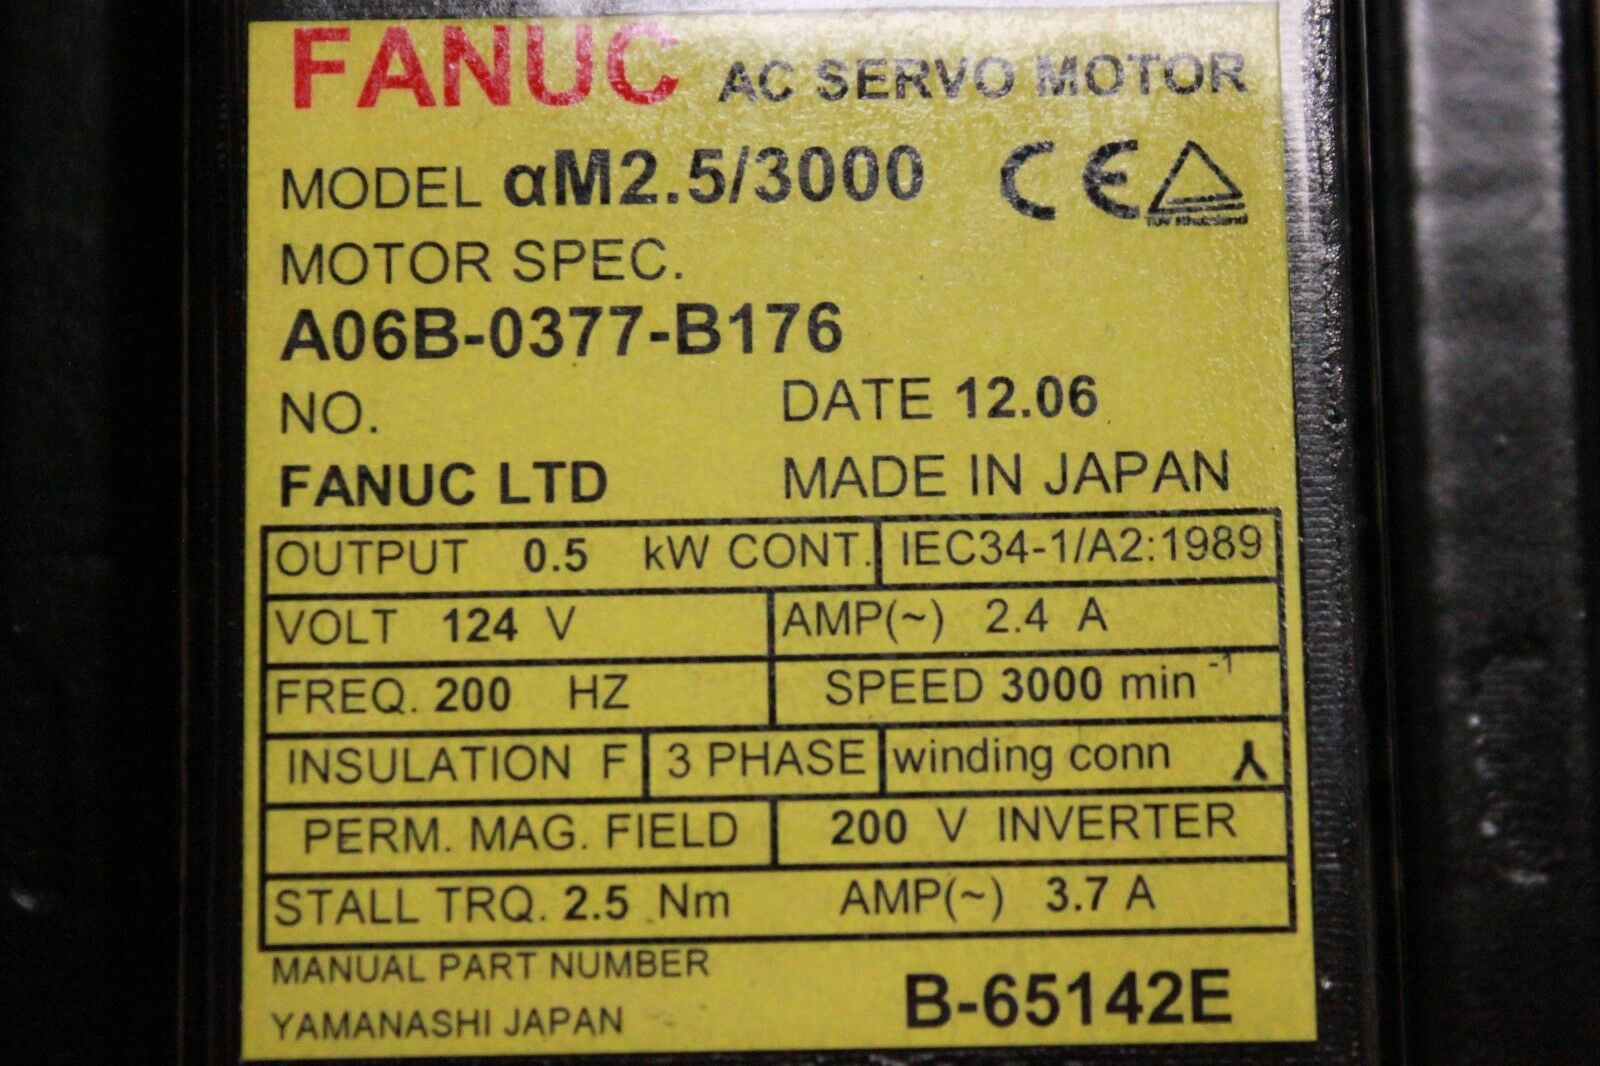 FANUC AC SERVO MOTOR
MODEL αM2.5/3000 CE
TÜV Rheinland
MOTOR SPEC.
A06B-0377-B176
NO. DATE 12.06
FANUC LTD MADE IN JAPAN
OUTPUT 0.5 kW CONT. IEC34-1/A2:1989
VOLT 124 V AMP(~) 2.4 A
FREQ. 200 HZ SPEED 3000 min⁻¹
INSULATION F 3 PHASE winding conn
PERM. MAG. FIELD 200 V INVERTER
STALL TRQ. 2.5 Nm AMP(~) 3.7 A
MANUAL PART NUMBER
YAMANASHI JAPAN B-65142E